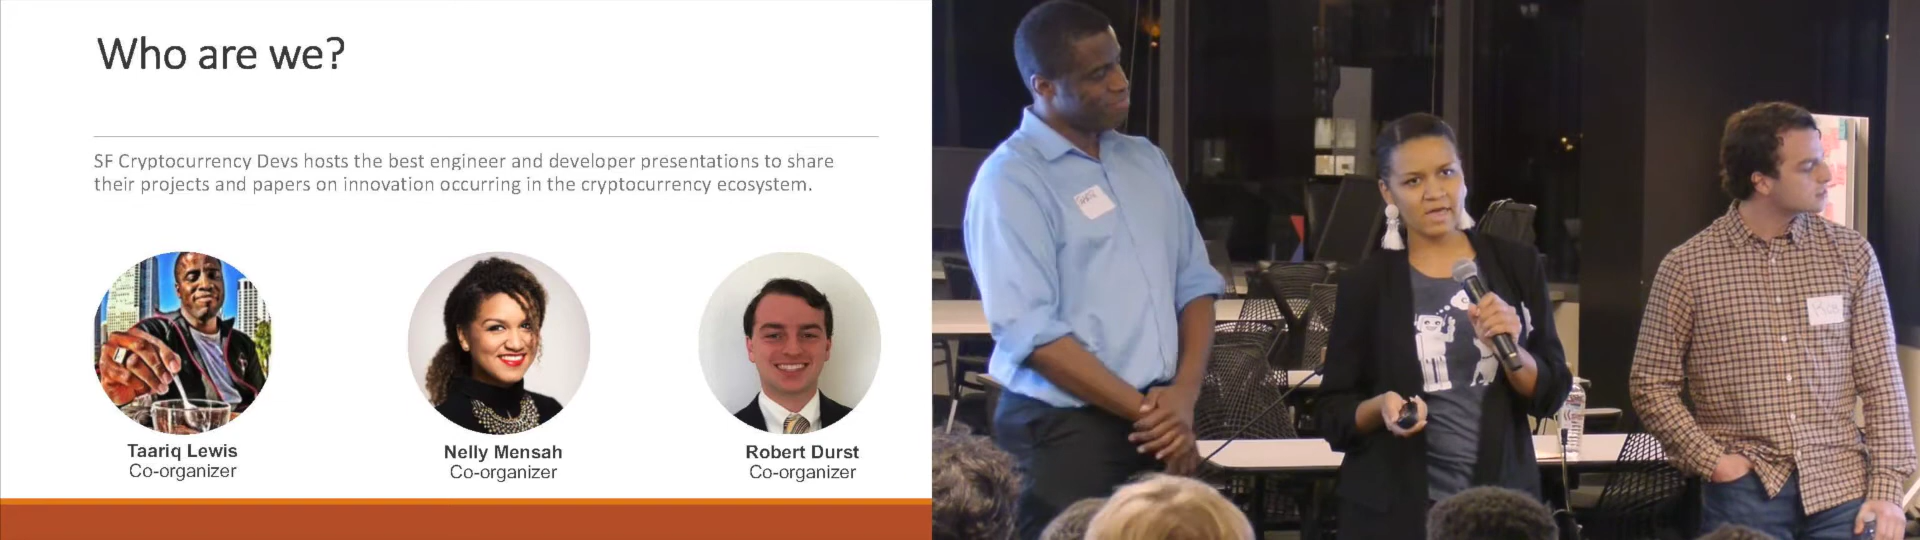 Who are we?
SF Cryptocurrency Devs hosts the best engineer and developer presentations to share
their projects and papers on innovation occurring in the cryptocurrency ecosystem.
Taariq Lewis
Co-organizer
Nelly Mensah
Co-organizer
Robert Durst
Co-organizer